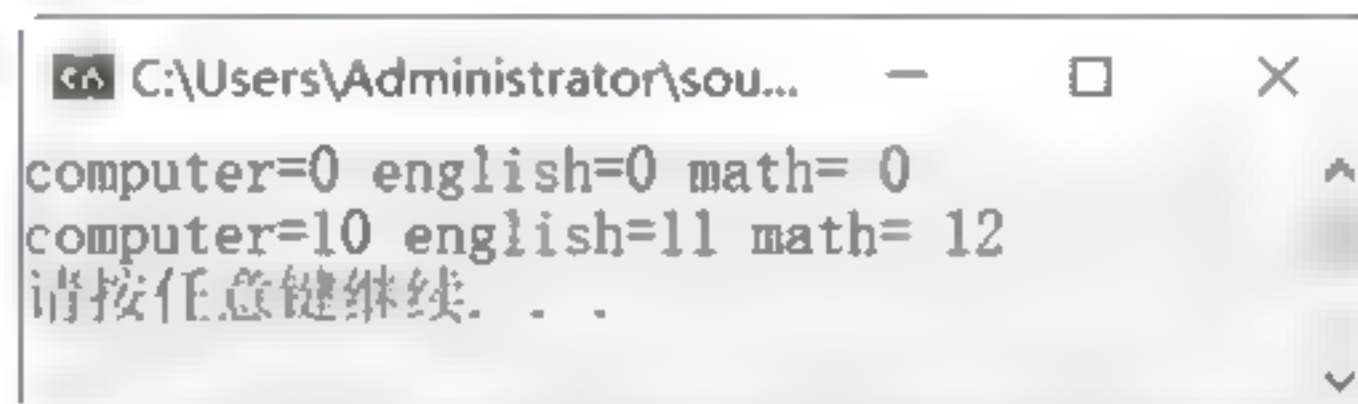 C:\Users\Administrator\sou...
computer=0 english=0 math= 0
computer=10 english=11 math= 12
请按任意键继续. . .